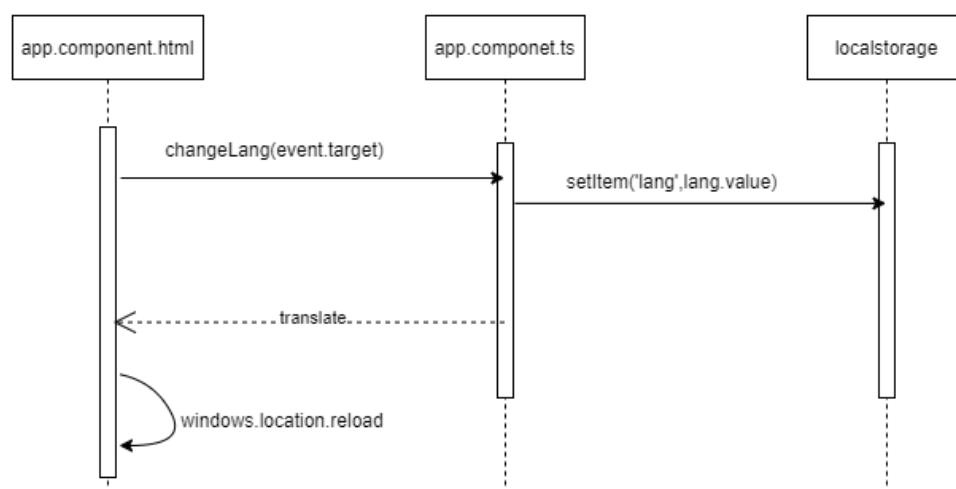 app.component.html
app.componet.ts
localstorage
changeLang(event.target)
setItem('lang',lang.value)
translate
windows.location.reload